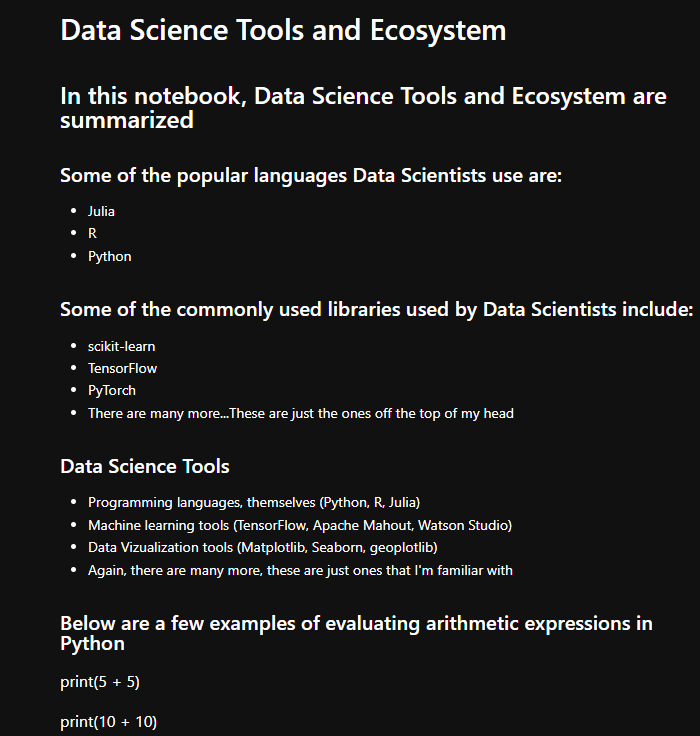 Data Science Tools and Ecosystem
In this notebook, Data Science Tools and Ecosystem are
summarized
Some of the popular languages Data Scientists use are:
• Julia
• R
• Python
Some of the commonly used libraries used by Data Scientists include:
• scikit-learn
• TensorFlow
• PyTorch
• There are many more...These are just the ones off the top of my head
Data Science Tools
• Programming languages, themselves (Python, R, Julia)
• Machine learning tools (TensorFlow, Apache Mahout, Watson Studio)
• Data Vizualization tools (Matplotlib, Seaborn, geoplotlib)
• Again, there are many more, these are just ones that I'm familiar with
Below are a few examples of evaluating arithmetic expressions in
Python
print(5 + 5)
print(10 + 10)